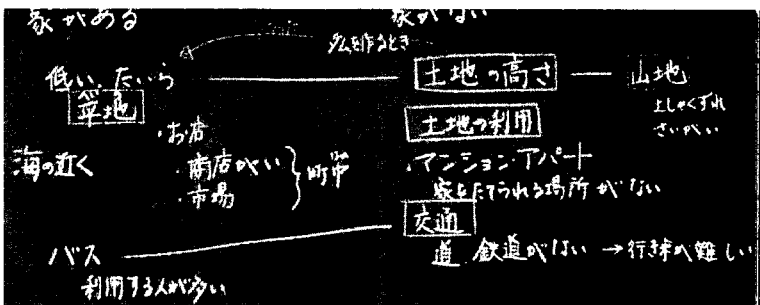 家がある
家がない
ダムを作るとき
低い、たいら
平地
土地の高さ
山地
土しゃくずれ
さいがい
海の近く
・お店
・商店がい
・市場
町
土地の利用
・マンション・アパート
家をたてられる場所がない
交通
バス
利用する人が多い
道 鉄道がない → 行き来が難しい